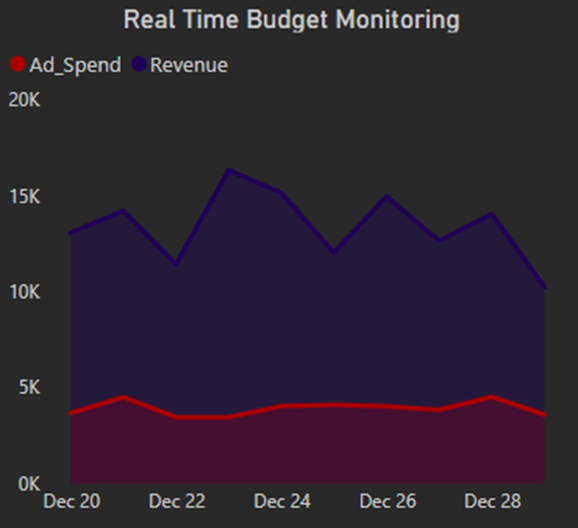 Real Time Budget Monitoring
Ad_Spend Revenue
20K
15K
10K
5K
0K
Dec 20 Dec 22 Dec 24 Dec 26 Dec 28